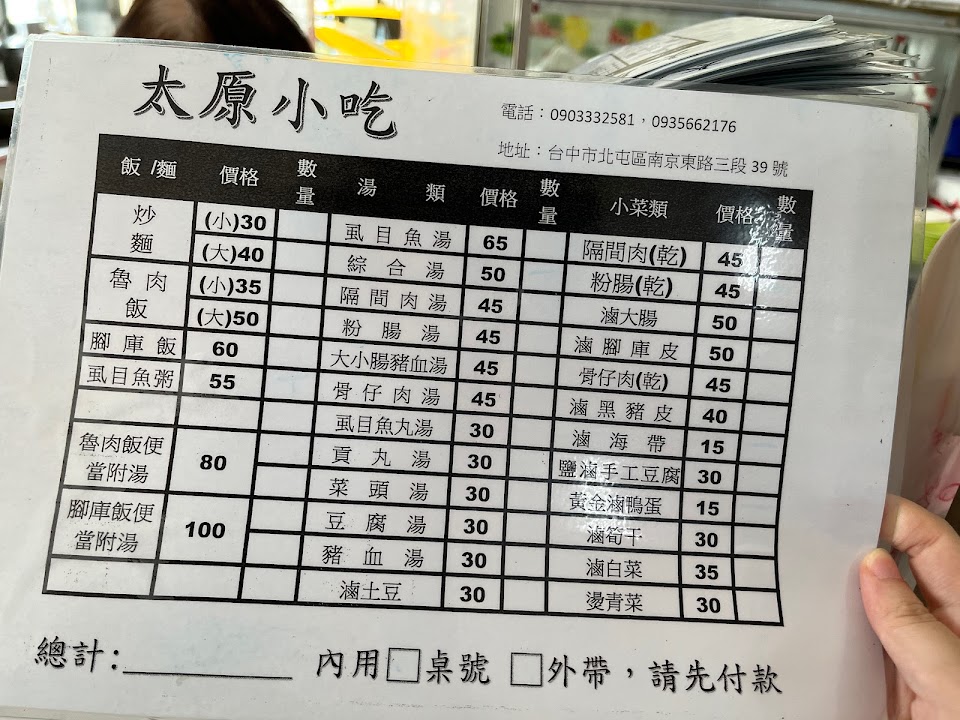 太原小吃
電話：0903332581，0935662176
地址：台中市北屯區南京東路三段 39 號
飯/麵 價格 數量 湯 類 價格 數量 小菜類 價格 數量
炒麵 (小)30 虱目魚湯 65 隔間肉(乾) 45
(大)40 綜合湯 50 粉腸(乾) 45
魯肉飯 (小)35 隔間肉湯 45 滷大腸 50
(大)50 粉腸湯 45 滷腳庫皮 50
腳庫飯 60 大小腸豬血湯 45 骨仔肉(乾) 45
虱目魚粥 55 骨仔肉湯 45 滷黑豬皮 40
虱目魚丸湯 30 滷海帶 15
魯肉飯便當附湯 80 貢丸湯 30 鹽滷手工豆腐 30
菜頭湯 30 黃金滷鴨蛋 15
腳庫飯便當附湯 100 豆腐湯 30 滷筍干 30
豬血湯 30 滷白菜 35
滷土豆 30 燙青菜 30
總計:__________ 內用□桌號 □外帶，請先付款